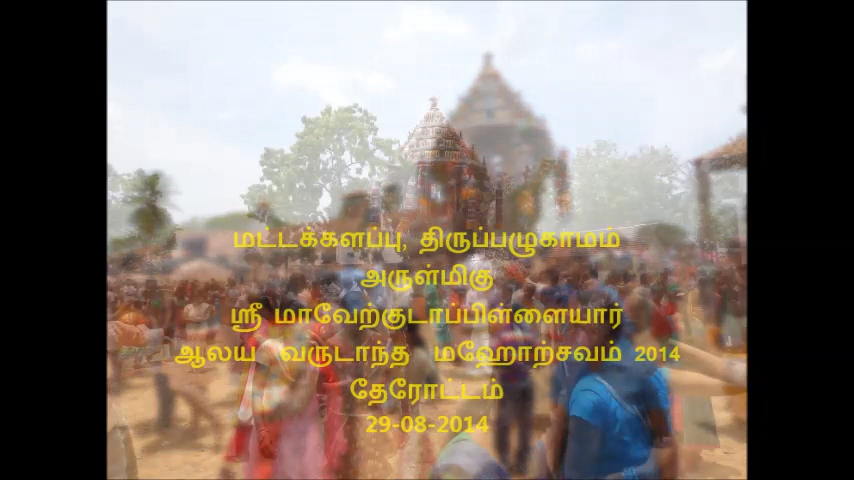 மட்டக்களப்பு, திருப்பழுகாமம்
அருள்மிகு
ஸ்ரீ மாவேற்குடாப்பிள்ளையார்
ஆலய வருடாந்த மஹோற்சவம் 2014
தேரோட்டம்
29-08-2014